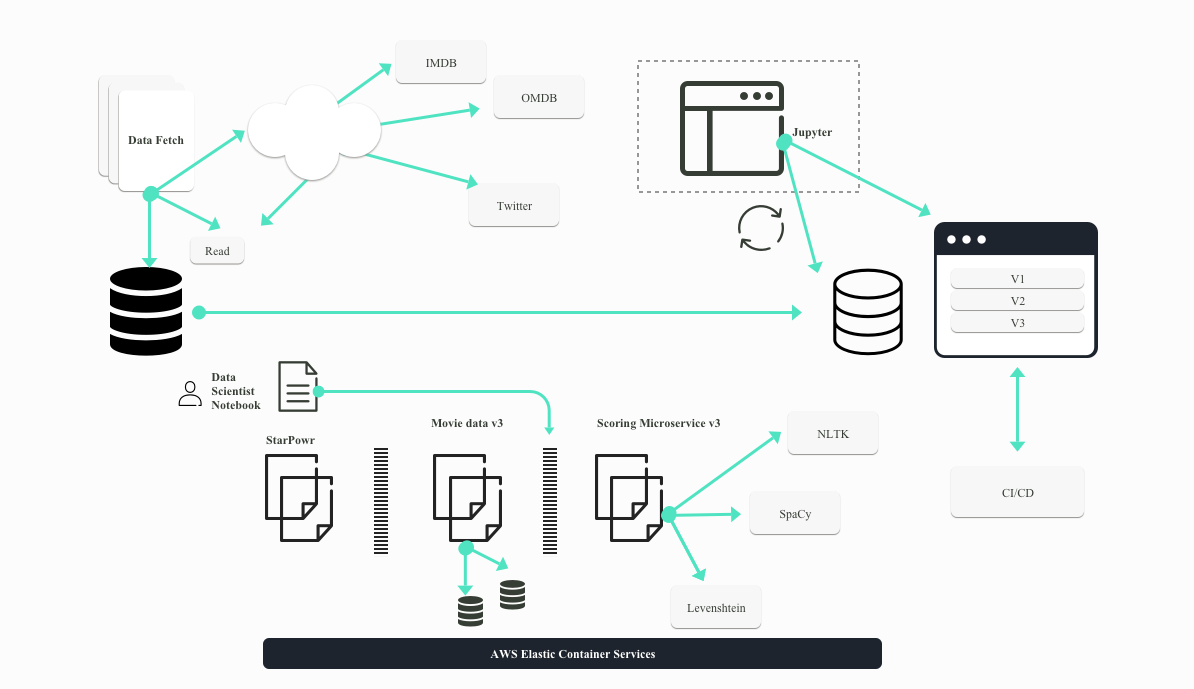 IMDB
OMDB
Data Fetch
Jupyter
Twitter
Read
V1
V2
V3
Data
Scientist
Notebook
Movie data v3
Scoring Microservice v3
StarPowr
NLTK
CI/CD
SpaCy
Levenshtein
AWS Elastic Container Services